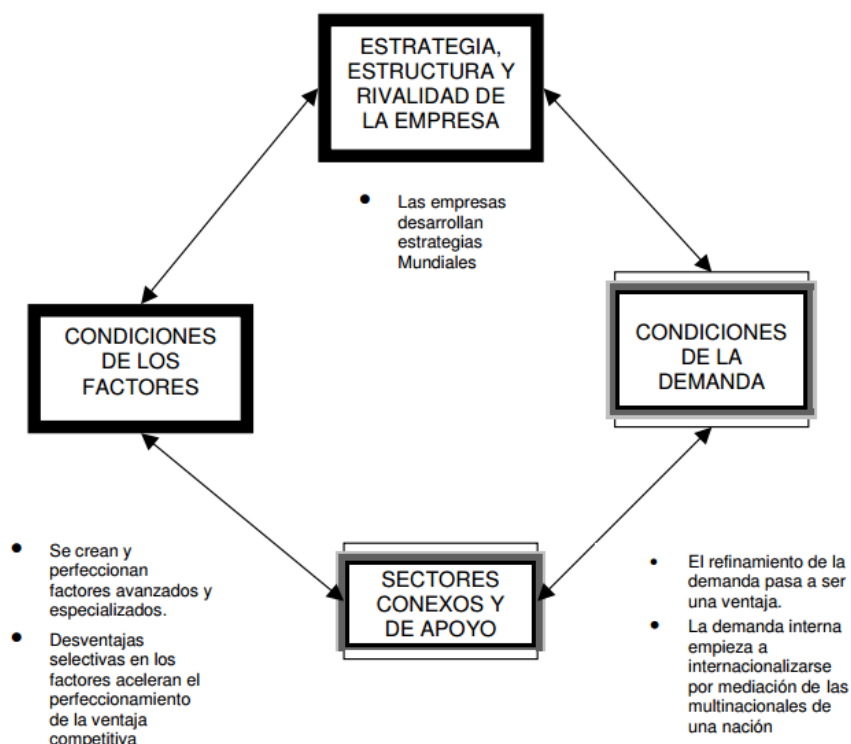 ESTRATEGIA,
ESTRUCTURA Y
RIVALIDAD DE
LA EMPRESA
• Las empresas
desarrollan
estrategias
Mundiales
CONDICIONES
DE LOS
FACTORES
CONDICIONES
DE LA
DEMANDA
SECTORES
CONEXOS Y
DE APOYO
• Se crean y
perfeccionan
factores avanzados y
especializados.
• Desventajas
selectivas en los
factores aceleran el
perfeccionamiento
de la ventaja
competitiva
• El refinamiento de la
demanda pasa a ser
una ventaja.
• La demanda interna
empieza a
internacionalizarse
por mediación de las
multinacionales de
una nación